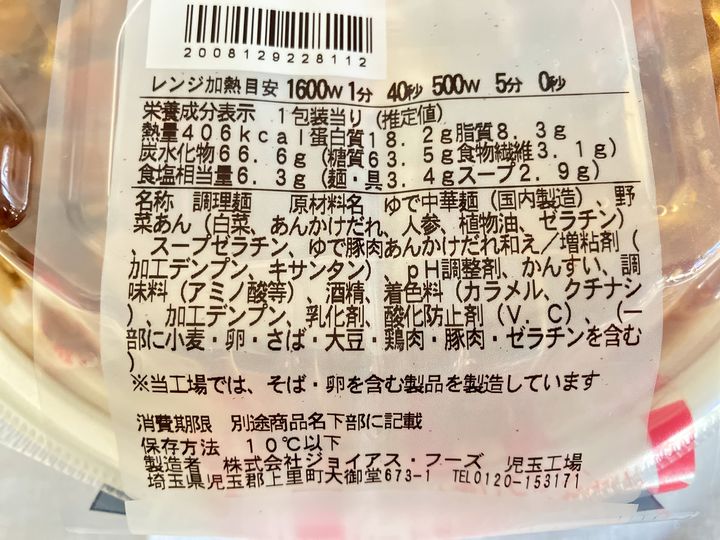 2008129228112
レンジ加熱目安 1600W 1分 40秒 500W 5分 0秒
栄養成分表示 1包装当り(推定値)
熱量406kcal蛋白質18.2g脂質8.3g
炭水化物66.6g(糖質63.5g食物繊維3.1g)
食塩相当量6.3g(麺・具3.4gスープ2.9g)
名称 調理麺 原材料名 ゆで中華麺(国内製造)、野
菜あん(白菜、あんかけだれ、人参、植物油、ゼラチン)
、スープゼラチン、ゆで豚肉あんかけだれ和え/増粘剤(
加工デンプン、キサンタン)、pH調整剤、かんすい、調
味料(アミノ酸等)、酒精、着色料(カラメル、クチナシ
)、加工デンプン、乳化剤、酸化防止剤(V.C)、(一
部に小麦・卵・さば・大豆・鶏肉・豚肉・ゼラチンを含む
)
※当工場では、そば・卵を含む製品を製造しています
消費期限 別途商品名下部に記載
保存方法 10℃以下
製造者 株式会社ジョイアス・フーズ 児玉工場
埼玉県児玉郡上里町大御堂673-1 TEL0120-153171